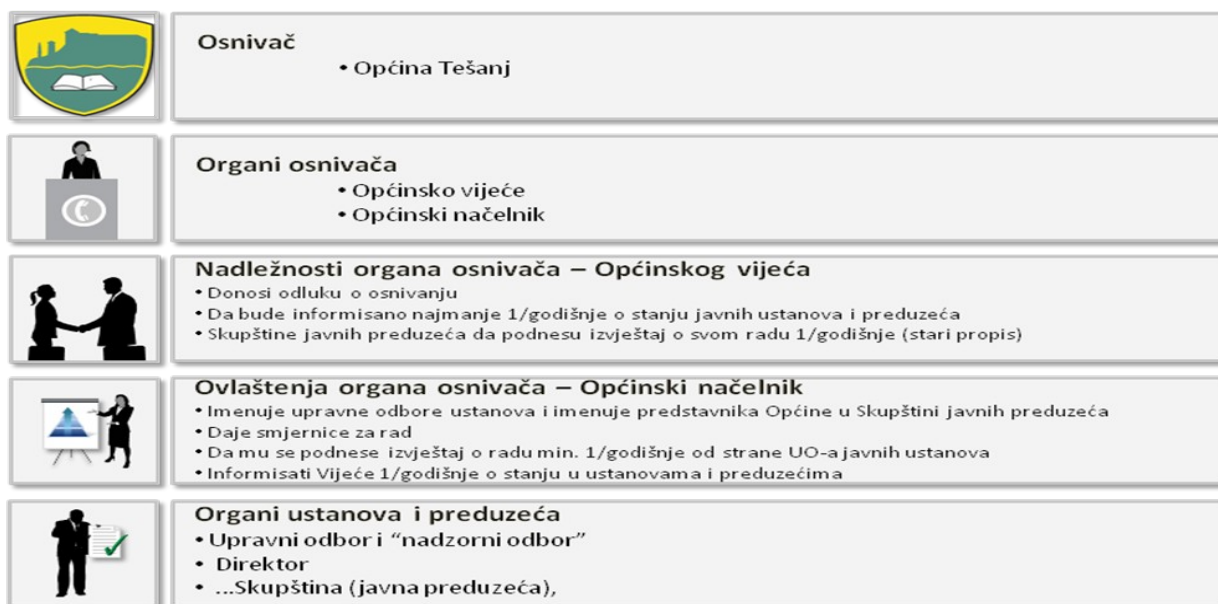 Osnivač
• Općina Tešanj
Organi osnivača
• Općinsko vijeće
• Općinski načelnik
Nadležnosti organa osnivača – Općinskog vijeća
• Donosi odluku o osnivanju
• Da bude informisano najmanje 1/godišnje o stanju javnih ustanova i preduzeća
• Skupštine javnih preduzeća da podnesu izvještaj o svom radu 1/godišnje (stari propis)
Ovlaštenja organa osnivača – Općinski načelnik
• Imenuje upravne odbore ustanova i imenuje predstavnika Općine u Skupštini javnih preduzeća
• Daje smjernice za rad
• Da mu se podnese izvještaj o radu min. 1/godišnje od strane UO-a javnih ustanova
• Informisati Vijeće 1/godišnje o stanju u ustanovama i preduzećima
Organi ustanova i preduzeća
• Upravni odbor i “nadzorni odbor”
• Direktor
• ...Skupština (javna preduzeća),